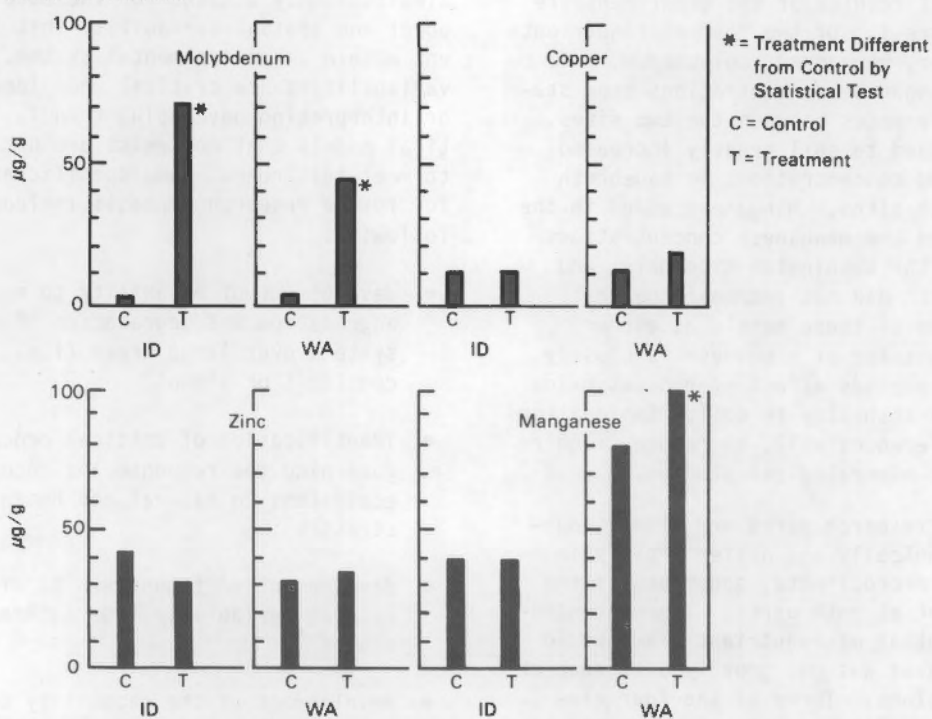 100
50
0
µg/g
Molybdenum
*
*
C T C T
ID WA
Copper
C T C T
ID WA
* = Treatment Different
from Control by
Statistical Test
C = Control
T = Treatment
100
50
0
µg/g
Zinc
C T C T
ID WA
Manganese
*
C T C T
ID WA